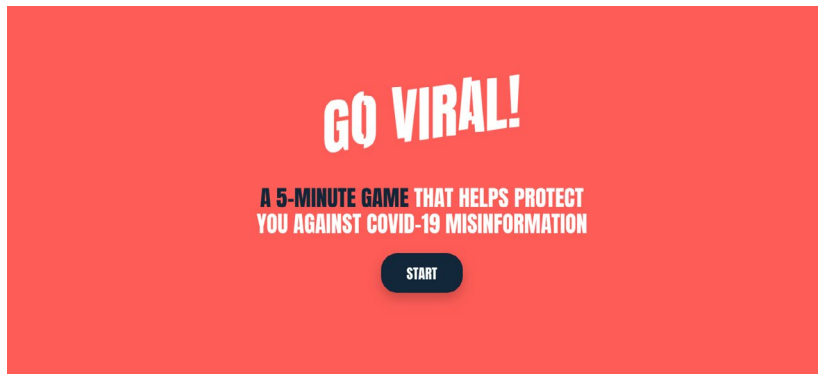 GO VIRAL!
A 5-MINUTE GAME THAT HELPS PROTECT
YOU AGAINST COVID-19 MISINFORMATION
START